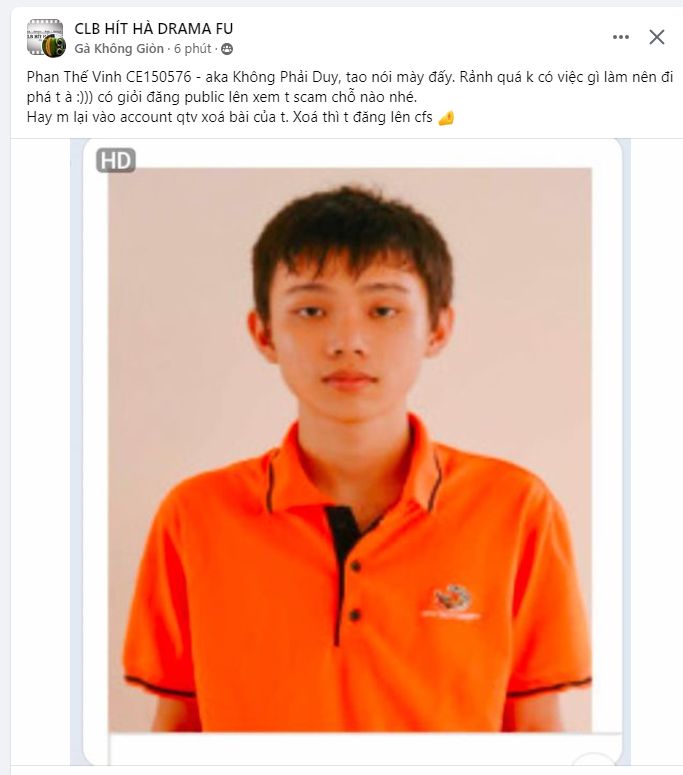 CLB HÍT HÀ DRAMA FU
Gà Không Giòn · 6 phút ·
Phan Thế Vinh CE150576 - aka Không Phải Duy, tao nói mày đấy. Rảnh quá k có việc gì làm nên đi
phá t à :))) có giỏi đăng public lên xem t scam chỗ nào nhé.
Hay m lại vào account qtv xoá bài của t. Xoá thì t đăng lên cfs
HD